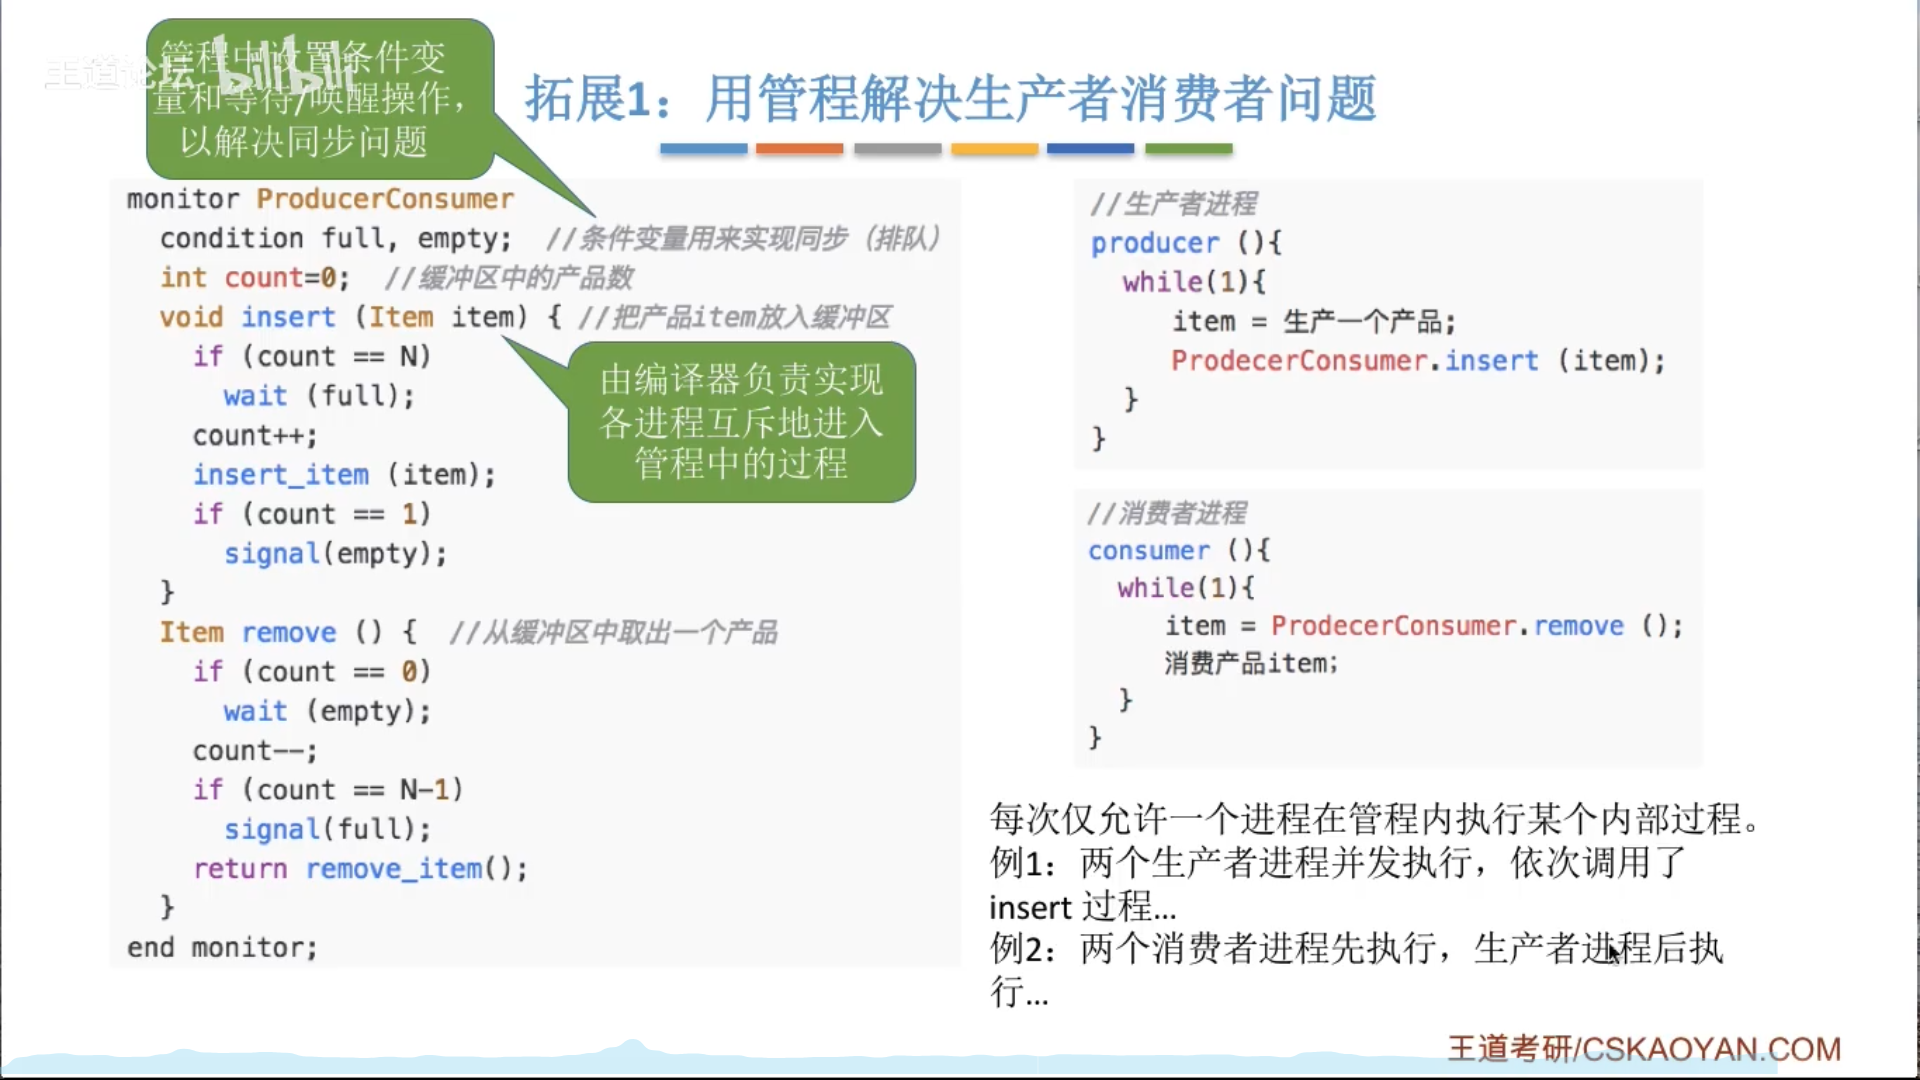 王道论坛 bilibili
管程中设置条件变
量和等待/唤醒操作，
以解决同步问题
拓展1：用管程解决生产者消费者问题
monitor ProducerConsumer
condition full, empty; //条件变量用来实现同步（排队）
int count=0; //缓冲区中的产品数
void insert (Item item) { //把产品item放入缓冲区
if (count == N)
wait (full);
count++;
insert_item (item);
if (count == 1)
signal(empty);
}
由编译器负责实现
各进程互斥地进入
管程中的过程
Item remove () { //从缓冲区中取出一个产品
if (count == 0)
wait (empty);
count--;
if (count == N-1)
signal(full);
return remove_item();
}
end monitor;
//生产者进程
producer (){
while(1){
item = 生产一个产品;
ProdecerConsumer.insert (item);
}
}
//消费者进程
consumer (){
while(1){
item = ProdecerConsumer.remove ();
消费产品item;
}
}
每次仅允许一个进程在管程内执行某个内部过程。
例1：两个生产者进程并发执行，依次调用了
insert 过程...
例2：两个消费者进程先执行，生产者进程后执
行...
王道考研/CSKAOYAN.COM